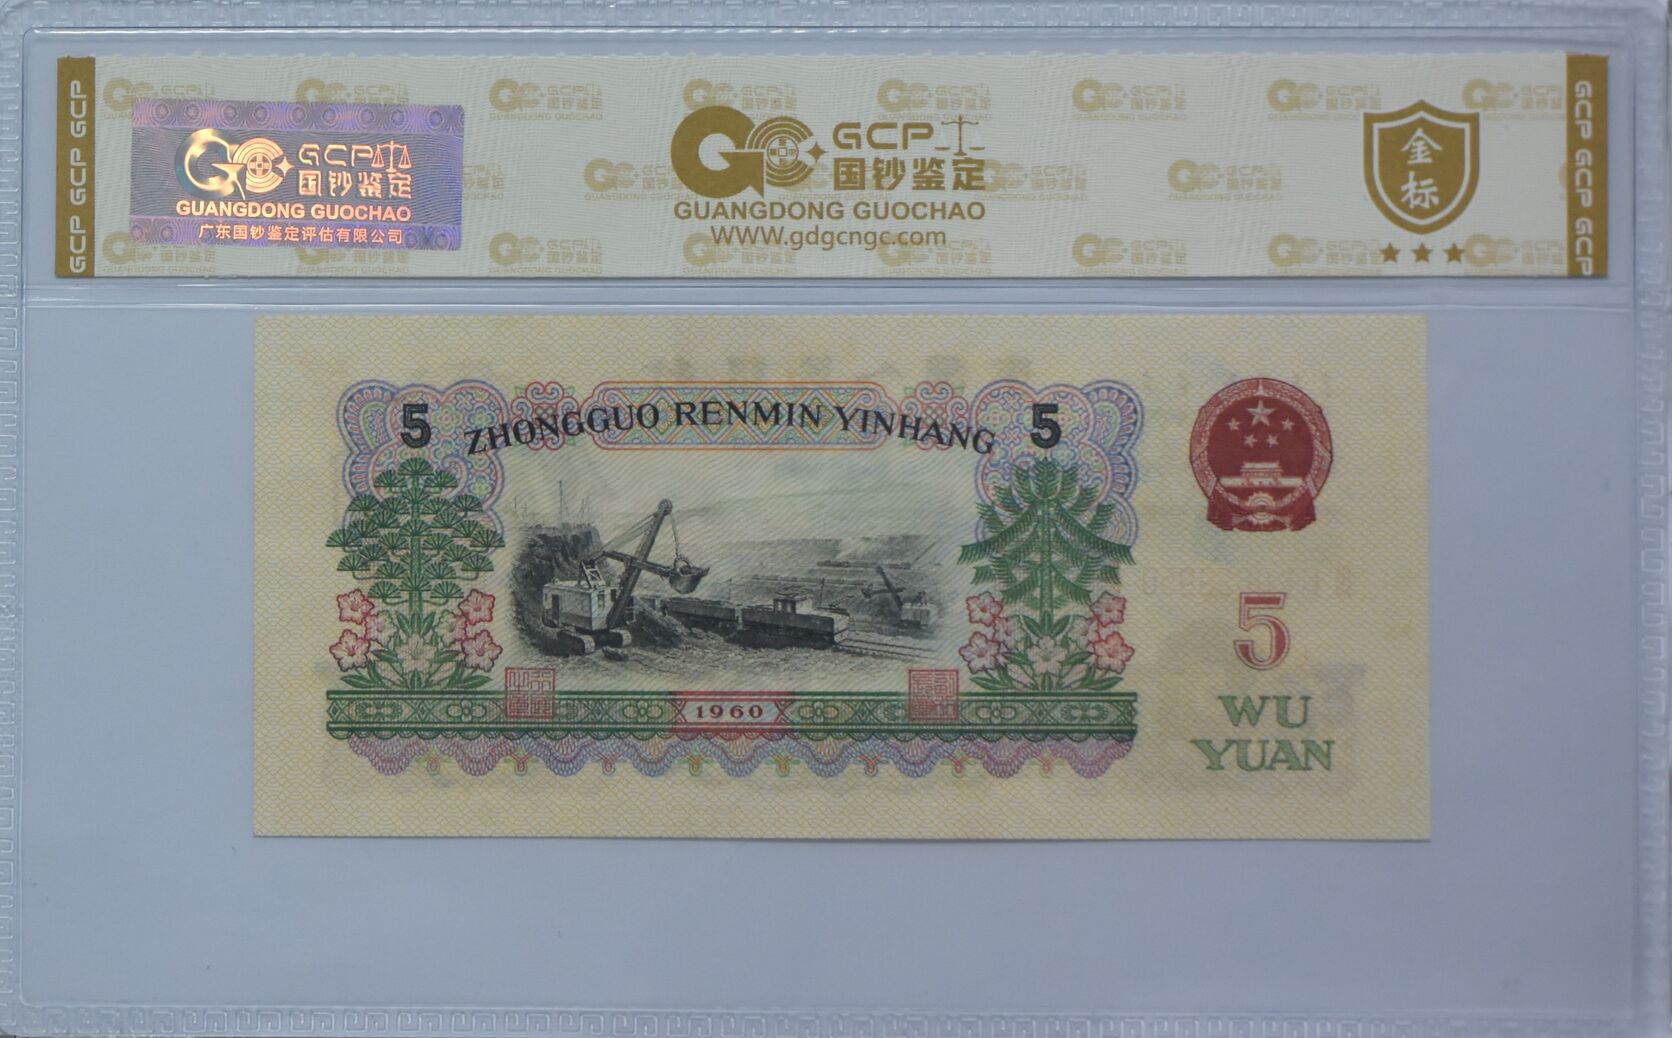 GCP GCP GCP
GCP
国钞鉴定
GUANGDONG GUOCHAO
广东国钞鉴定评估有限公司
GCP
国钞鉴定
GUANGDONG GUOCHAO
WWW.gdgcngc.com
金标
GCP GCP GCP
5 ZHONGGUO RENMIN YINHANG 5
5
1960
WU
YUAN